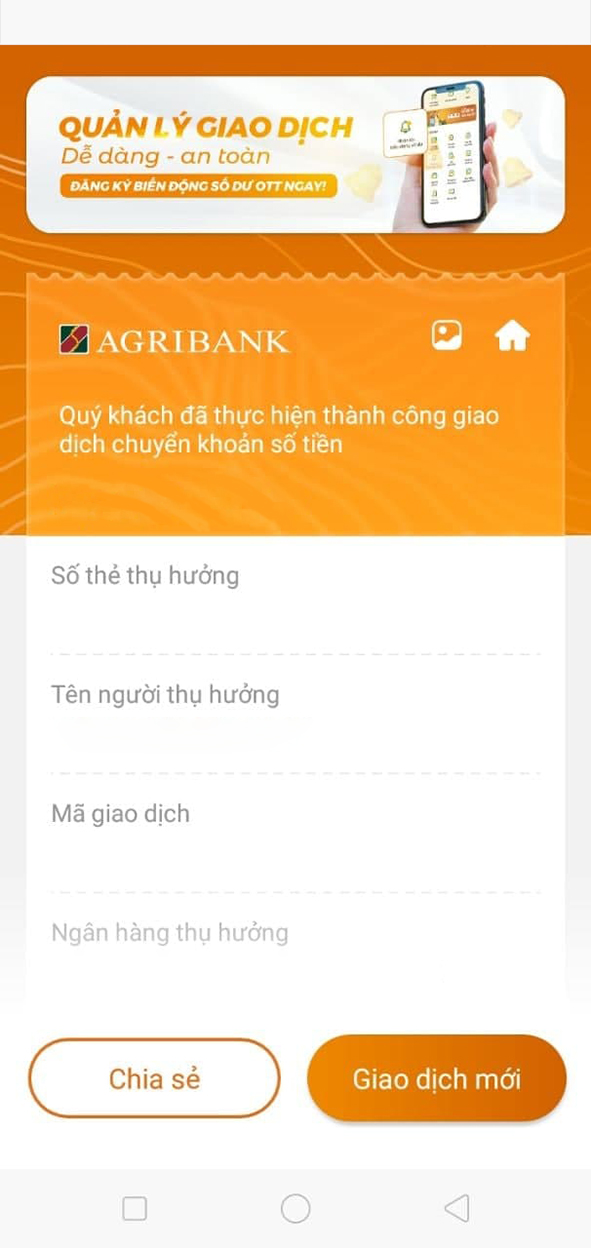 QUẢN LÝ GIAO DỊCH
Dễ dàng - an toàn
ĐĂNG KÝ BIẾN ĐỘNG SỐ DƯ OTT NGAY!
AGRIBANK
Quý khách đã thực hiện thành công giao
dịch chuyển khoản số tiền
Số thẻ thụ hưởng
Tên người thụ hưởng
Mã giao dịch
Ngân hàng thụ hưởng
Chia sẻ
Giao dịch mới